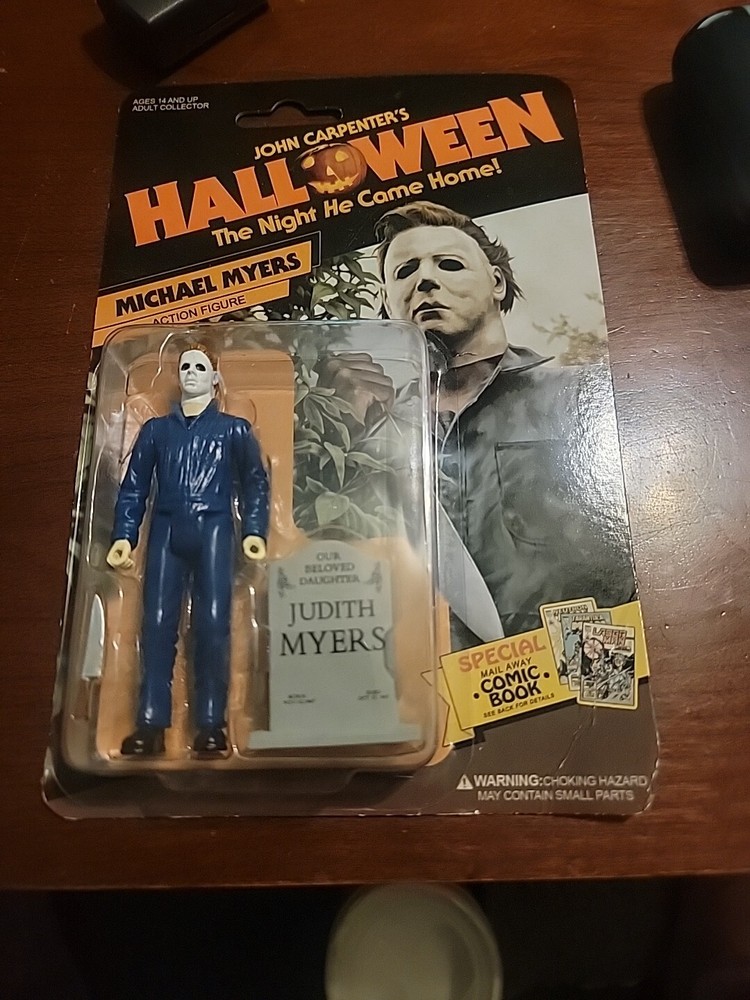 AGES 14 AND UP
ADULT COLLECTOR
JOHN CARPENTER'S
HALLOWEEN
The Night He Came Home!
MICHAEL MYERS
ACTION FIGURE
OUR
BELOVED
DAUGHTER
JUDITH
MYERS
SPECIAL
MAIL AWAY
•COMIC•
BOOK
SEE BACK FOR DETAILS
⚠WARNING:CHOKING HAZARD
MAY CONTAIN SMALL PARTS